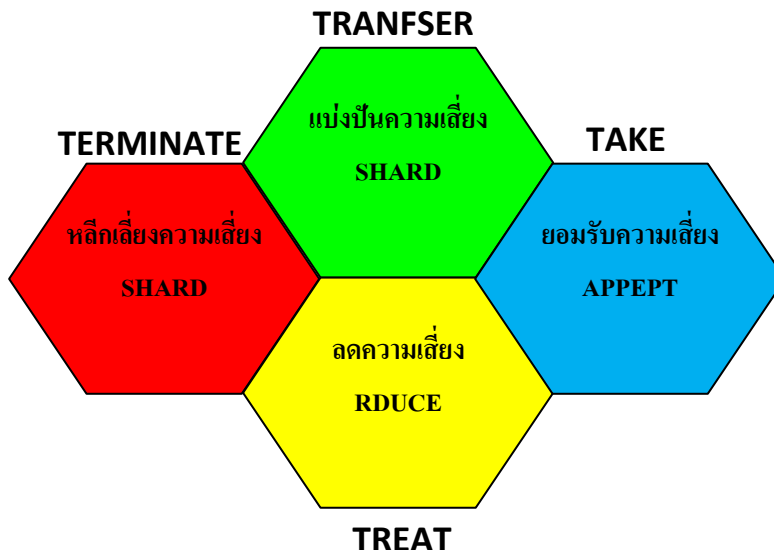 TRANFSER
แบ่งปันความเสี่ยง
SHARD
TERMINATE
หลีกเลี่ยงความเสี่ยง
SHARD
TAKE
ยอมรับความเสี่ยง
APPEPT
ลดความเสี่ยง
RDUCE
TREAT